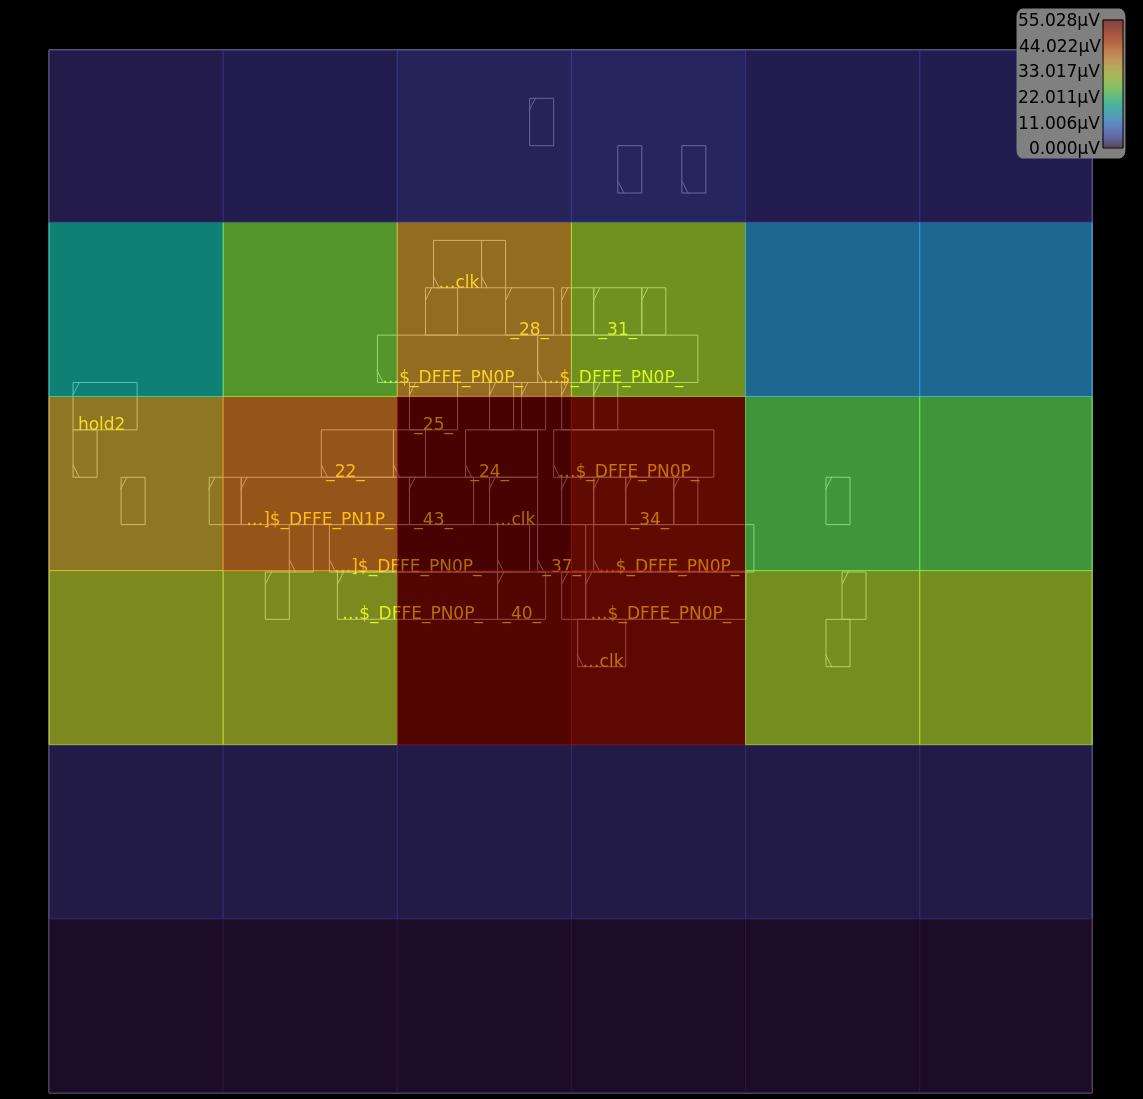 55.028µV
44.022µV
33.017µV
22.011µV
11.006µV
0.000µV
...clk
_28_ _31_
...$_DFFE_PN0P_ ...$_DFFE_PN0P_
hold2 _25_
_22_ _24_ ...$_DFFE_PN0P_
...]$_DFFE_PN1P_ _43_ ...clk _34_
...]$_DFFE_PN0P_ _37_ ...$_DFFE_PN0P_
...$_DFFE_PN0P_ _40_ ...$_DFFE_PN0P_
...clk